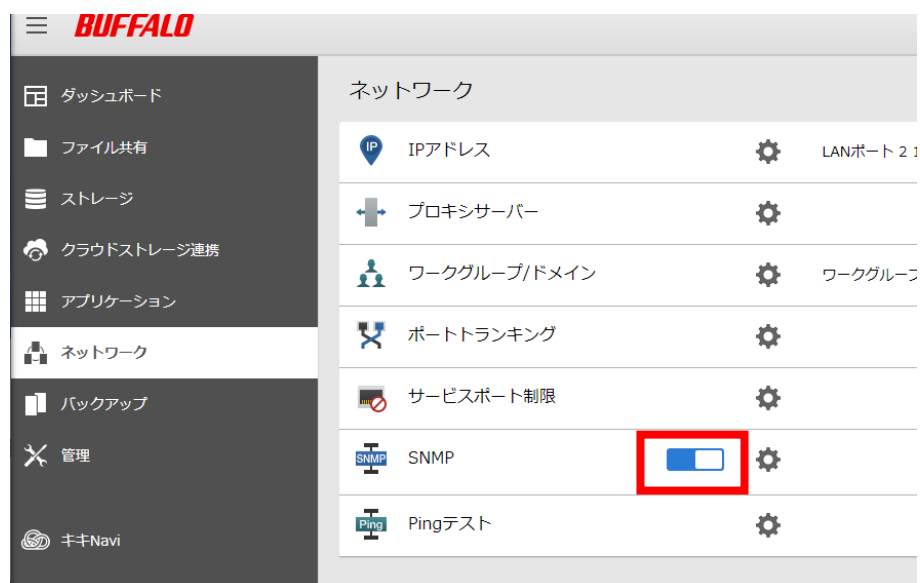 BUFFALO
ダッシュボード
ファイル共有
ストレージ
クラウドストレージ連携
アプリケーション
ネットワーク
バックアップ
管理
キキNavi
ネットワーク
IP
IPアドレス
LANポート 2 1
プロキシサーバー
ワークグループ/ドメイン
ワークグループ
ポートトランキング
サービスポート制限
SNMP
SNMP
Ping
Pingテスト